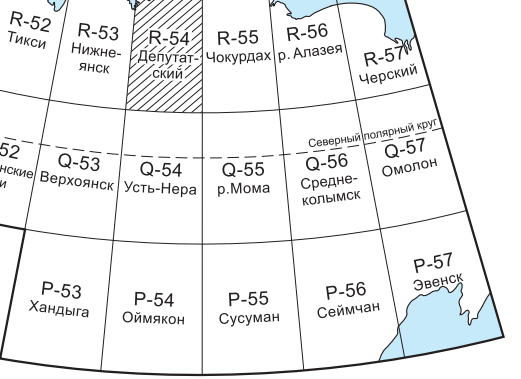 R-52
Тикси
R-53
Нижне-
янск
R-54
Депутат-
ский
R-55
Чокурдах
R-56
р.Алазея
R-57
Черский
Северный полярный круг
52
нские
и
Q-53
Верхоянск
Q-54
Усть-Нера
Q-55
р.Мома
Q-56
Средне-
колымск
Q-57
Омолон
P-53
Хандыга
P-54
Оймякон
P-55
Сусуман
P-56
Сеймчан
P-57
Эвенск